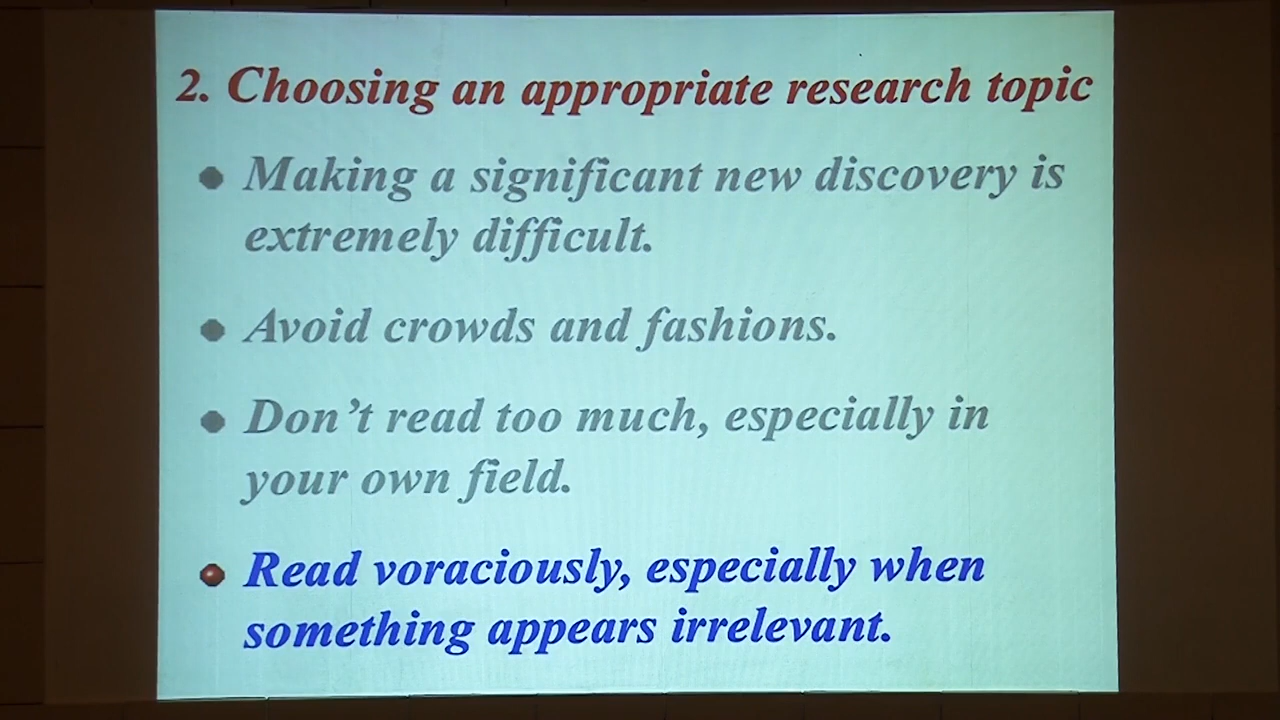 2. Choosing an appropriate research topic
Making a significant new discovery is
extremely difficult.
Avoid crowds and fashions.
Don’t read too much, especially in
your own field.
Read voraciously, especially when
something appears irrelevant.